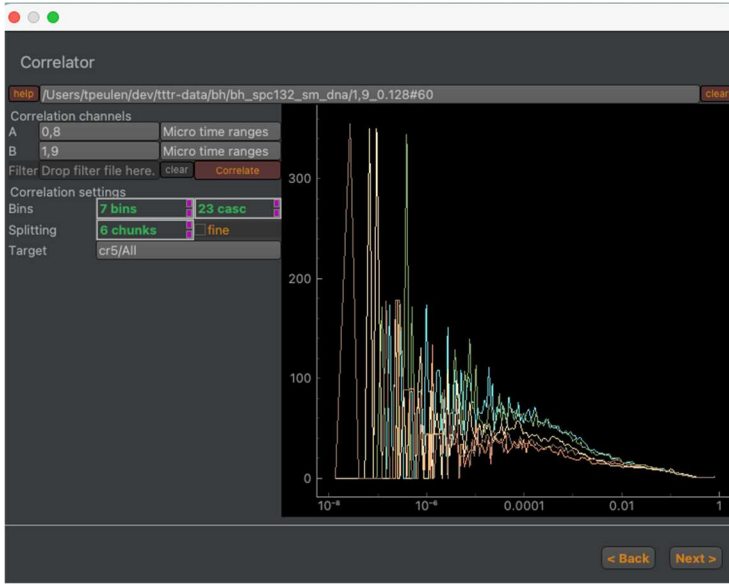 Correlator
help /Users/tpeulen/dev/tttr-data/bh/bh_spc132_sm_dna/1,9_0.128#60 clear
Correlation channels
A 0,8 Micro time ranges
B 1,9 Micro time ranges
Filter Drop filter file here. clear Correlate
Correlation settings
Bins 7 bins 23 casc
Splitting 6 chunks fine
Target cr5/All
300
200
100
0
10⁻⁸ 10⁻⁶ 0.0001 0.01 1
< Back Next >